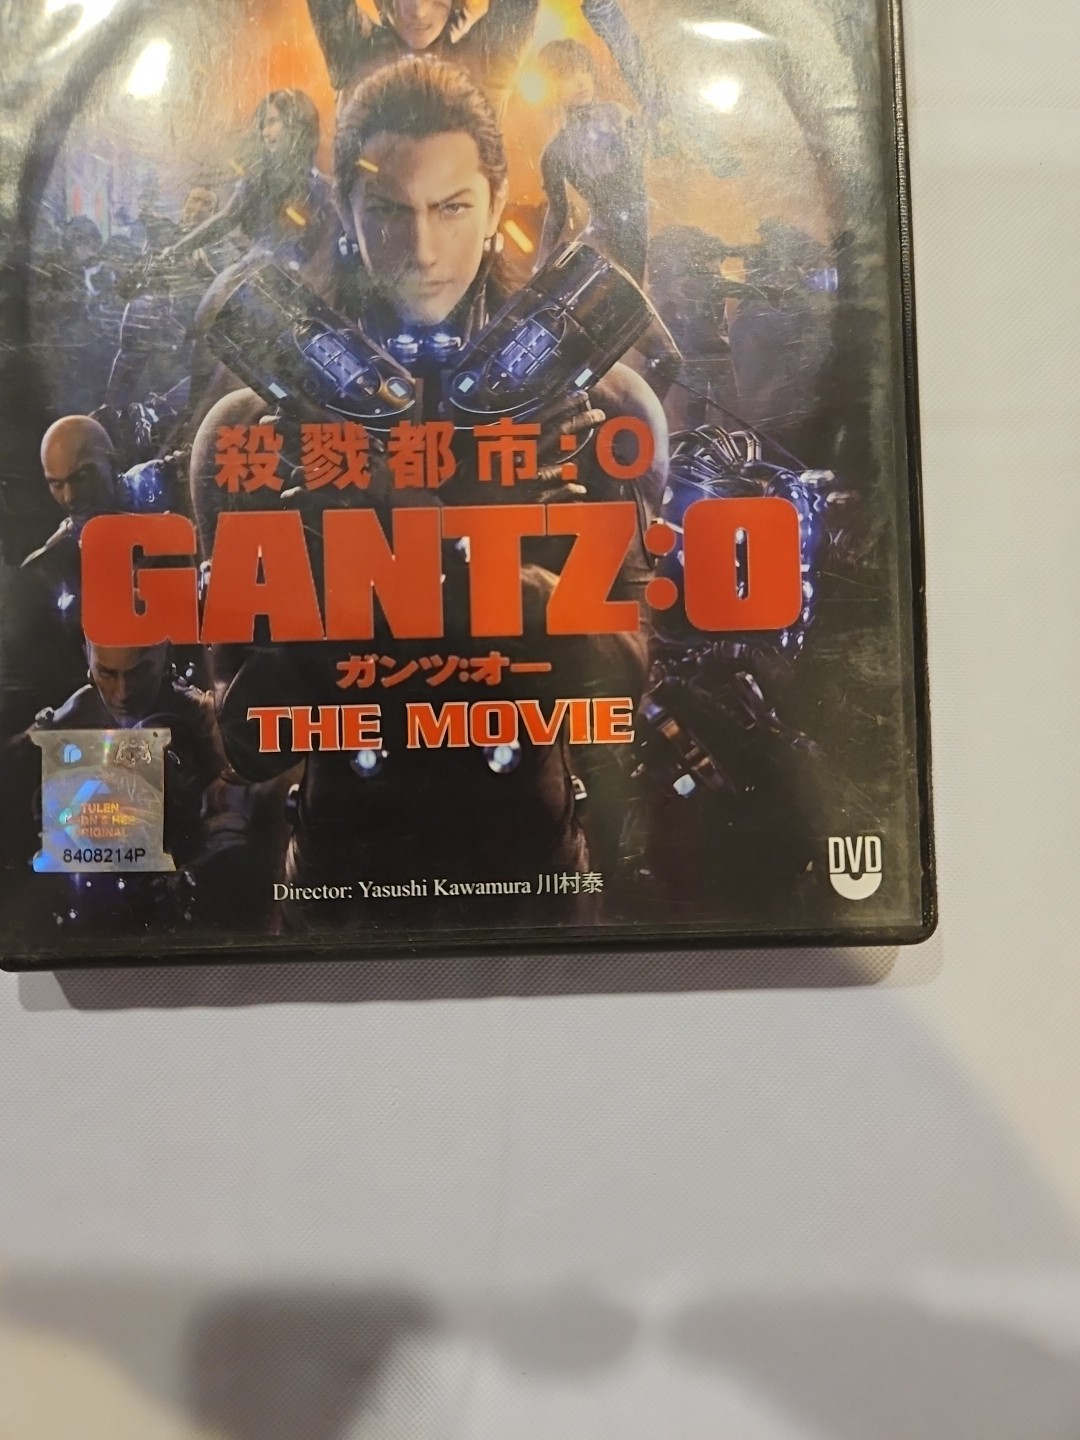 殺戮都市:O
GANTZ:O
ガンツ:オー
THE MOVIE
TULEN
ORIGINAL
8408214P
Director: Yasushi Kawamura 川村泰
DVD